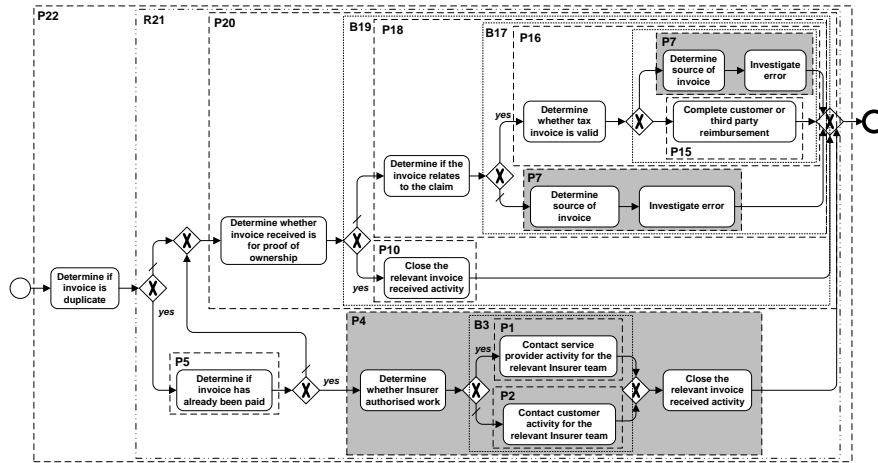 P22
R21
P20
B19
P18
B17
P16
P7
Determine
source of
invoice
Investigate
error
yes
Determine
whether tax
invoice is valid
X
Complete customer or
third party
reimbursement
X
P15
Determine if the
invoice relates
to the claim
X
P7
Determine
source of
invoice
Investigate error
X
Determine whether
invoice received is
for proof of
ownership
X
P10
yes
Close the
relevant invoice
received activity
Determine if
invoice is
duplicate
X
yes
P4
B3
P1
yes
Contact service
provider activity for the
relevant Insurer team
P5
Determine if
invoice has
already been paid
X
yes
Determine
whether Insurer
authorised work
X
X
Close the
relevant invoice
received activity
P2
Contact customer
activity for the
relevant Insurer team